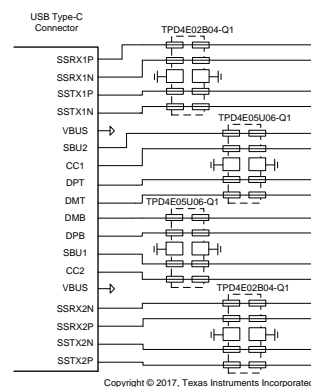 USB Type-C
Connector
TPD4E02B04-Q1
SSRX1P
SSRX1N
SSTX1P
SSTX1N
VBUS
TPD4E05U06-Q1
SBU2
CC1
DPT
DMT
TPD4E05U06-Q1
DMB
DPB
SBU1
CC2
VBUS
TPD4E02B04-Q1
SSRX2N
SSRX2P
SSTX2N
SSTX2P
Copyright © 2017, Texas Instruments Incorporated